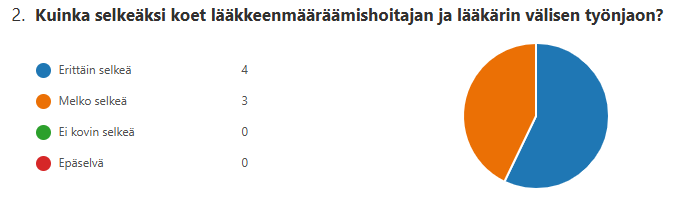 2. Kuinka selkeäksi koet lääkkeenmääräämishoitajan ja lääkärin välisen työnjaon?
Erittäin selkeä 4
Melko selkeä 3
Ei kovin selkeä 0
Epäselvä 0